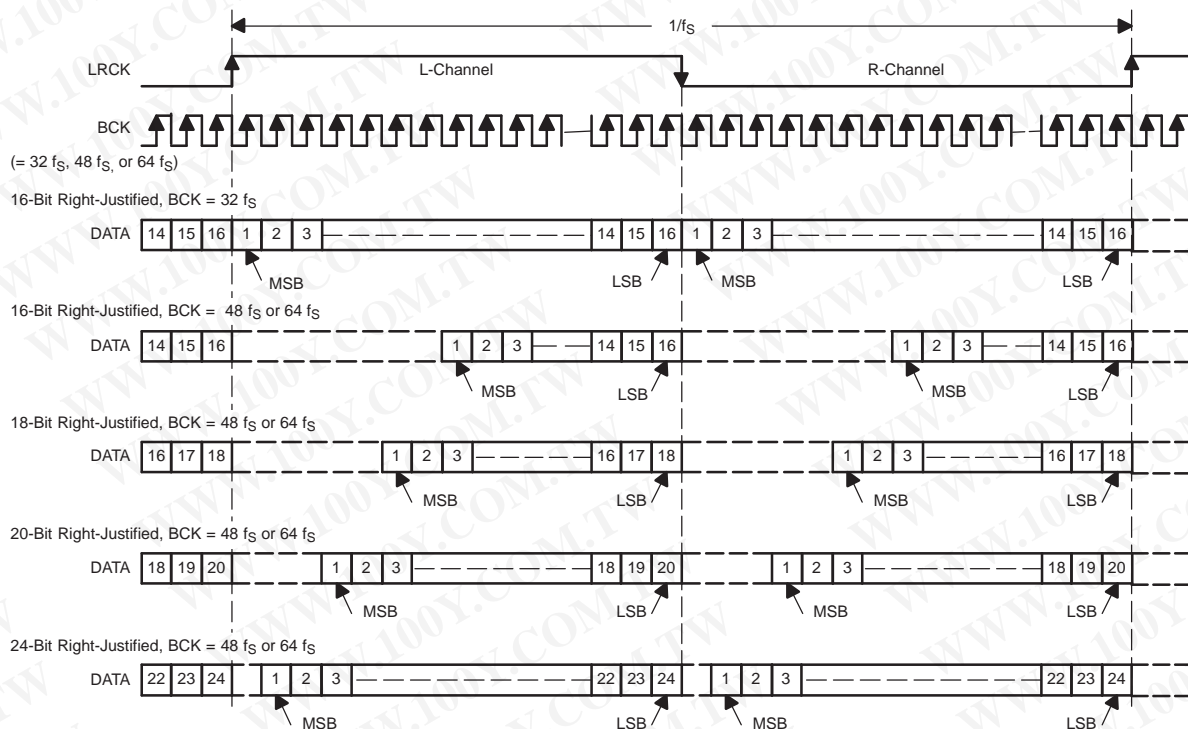 1/fS
LRCK L-Channel R-Channel
BCK
(= 32 fS, 48 fS, or 64 fS)
16-Bit Right-Justified, BCK = 32 fS
DATA 14 15 16 1 2 3 14 15 16 1 2 3 14 15 16
MSB LSB MSB LSB
16-Bit Right-Justified, BCK = 48 fS or 64 fS
DATA 14 15 16 1 2 3 14 15 16 1 2 3 14 15 16
MSB LSB MSB LSB
18-Bit Right-Justified, BCK = 48 fS or 64 fS
DATA 16 17 18 1 2 3 16 17 18 1 2 3 16 17 18
MSB LSB MSB LSB
20-Bit Right-Justified, BCK = 48 fS or 64 fS
DATA 18 19 20 1 2 3 18 19 20 1 2 3 18 19 20
MSB LSB MSB LSB
24-Bit Right-Justified, BCK = 48 fS or 64 fS
DATA 22 23 24 1 2 3 22 23 24 1 2 3 22 23 24
MSB LSB MSB LSB
WWW.100Y.COM.TW